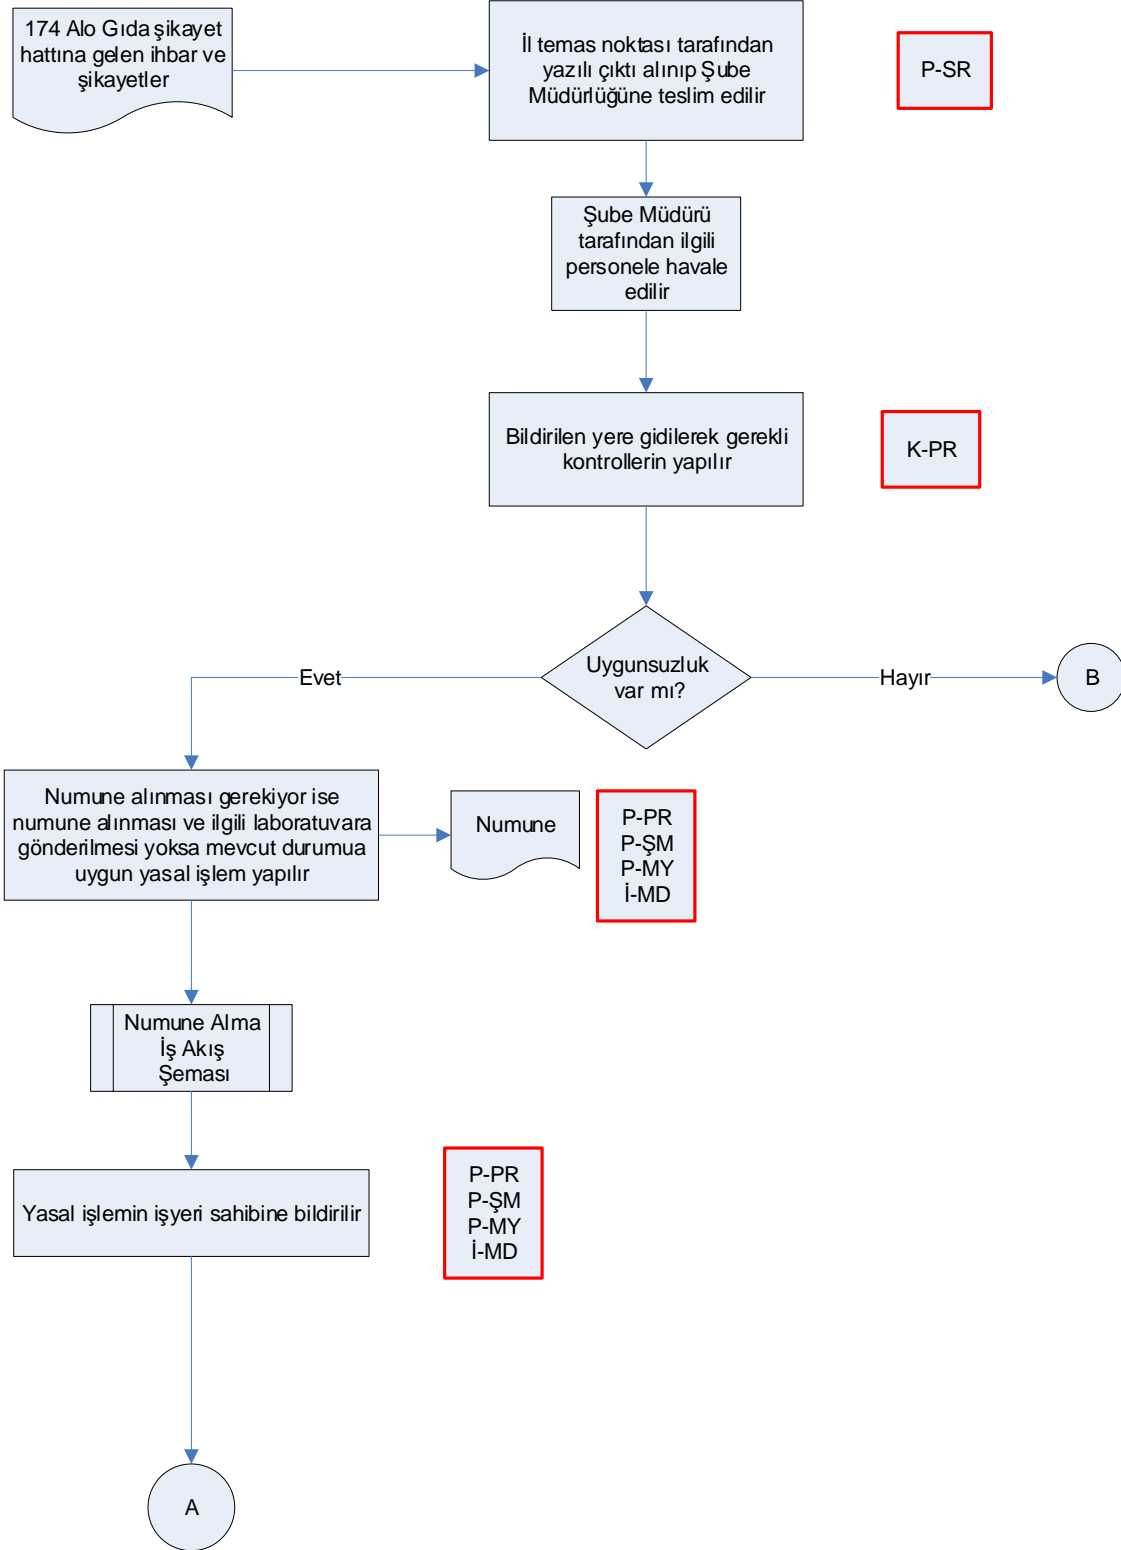 174 Alo Gıda şikayet
hattına gelen ihbar ve
şikayetler
İl temas noktası tarafından
yazılı çıktı alınıp Şube
Müdürlüğüne teslim edilir
P-SR
Şube Müdürü
tarafından ilgili
personele havale
edilir
Bildirilen yere gidilerek gerekli
kontrollerin yapılır
K-PR
Uygunsuzluk
var mı?
Evet
Hayır
B
Numune alınması gerekiyor ise
numune alınması ve ilgili laboratuvara
gönderilmesi yoksa mevcut durumua
uygun yasal işlem yapılır
Numune
P-PR
P-ŞM
P-MY
İ-MD
Numune Alma
İş Akış
Şeması
Yasal işlemin işyeri sahibine bildirilir
P-PR
P-ŞM
P-MY
İ-MD
A